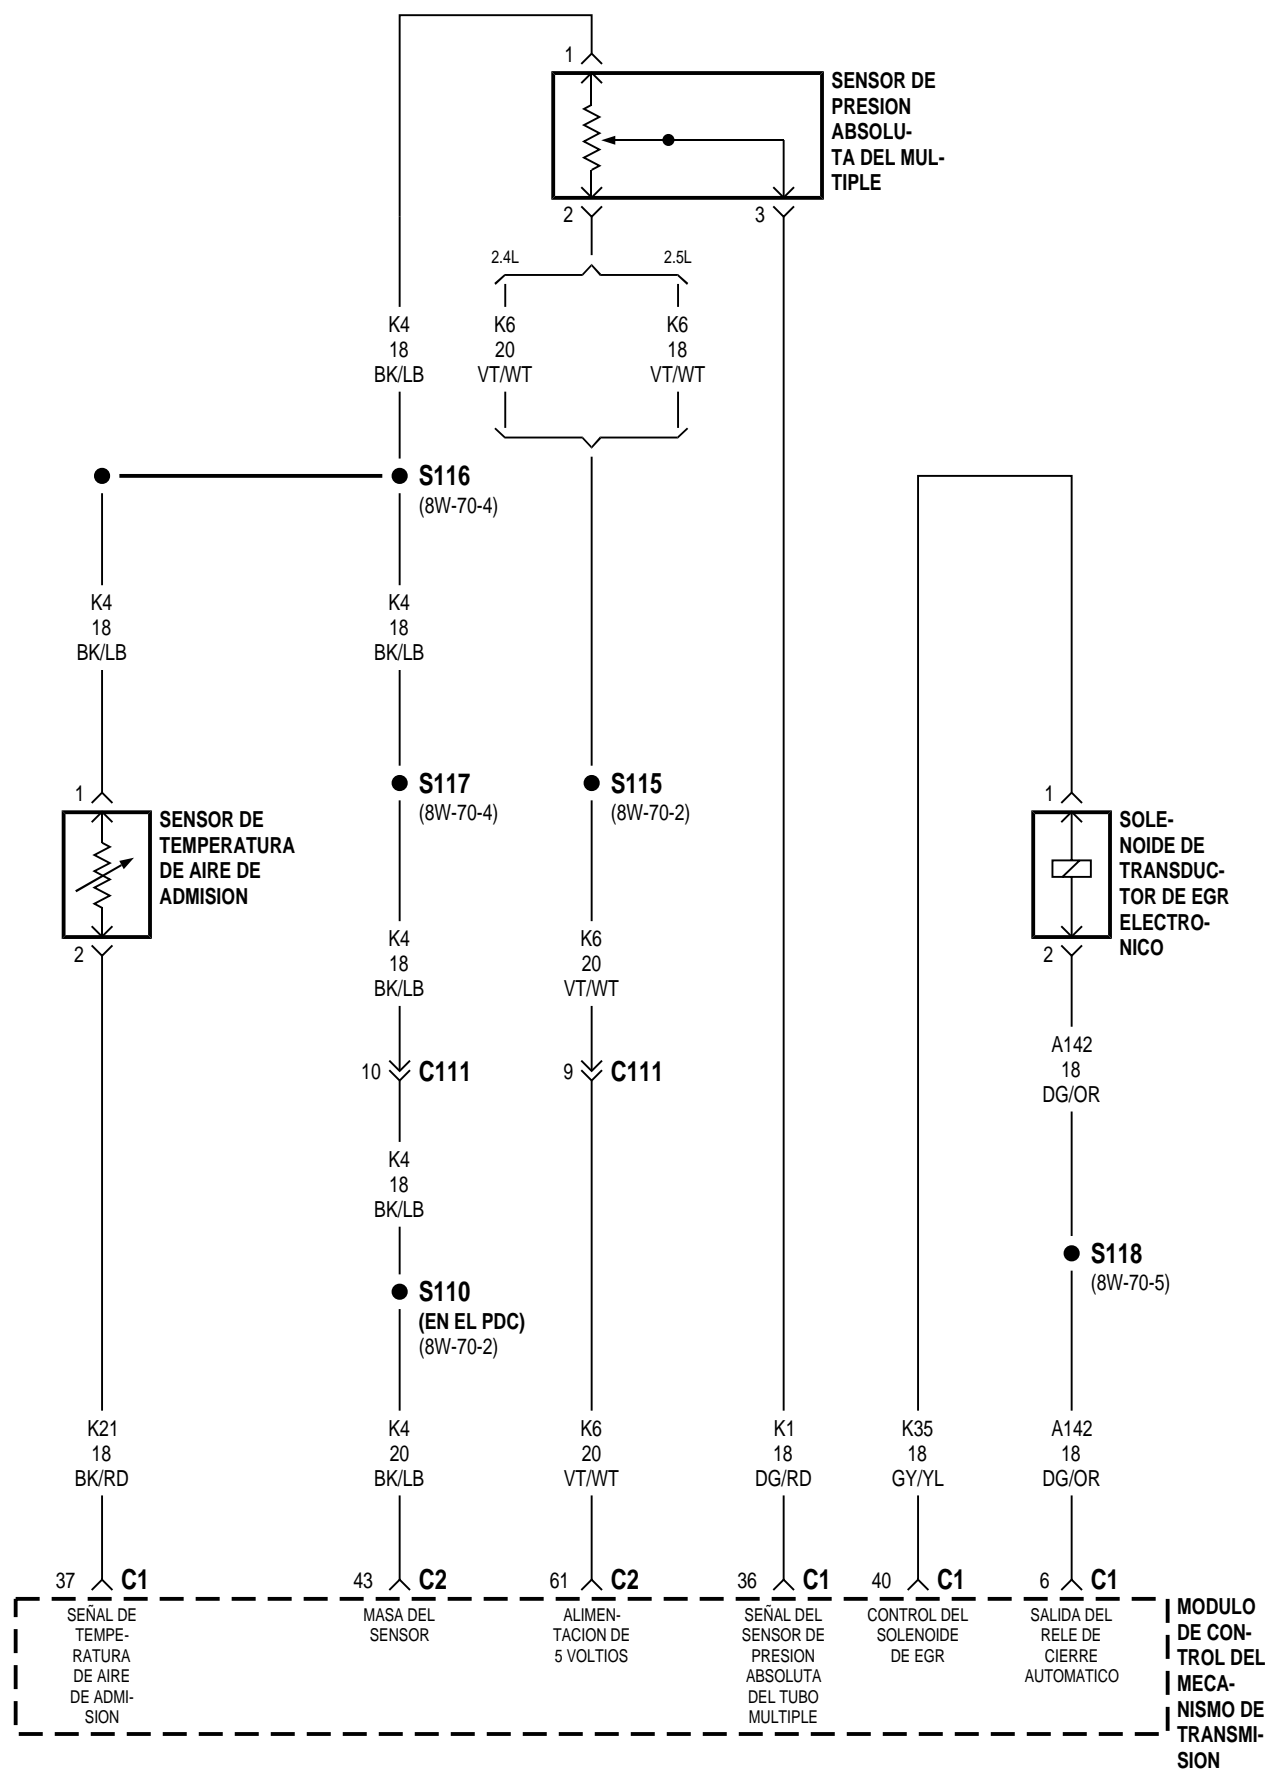 1
SENSOR DE
PRESION
ABSOLU-
TA DEL MUL-
TIPLE
2
3
2.4L
2.5L
K4
18
BK/LB
K6
20
VT/WT
K6
18
VT/WT
S116
(8W-70-4)
K4
18
BK/LB
K4
18
BK/LB
S117
(8W-70-4)
S115
(8W-70-2)
1
SENSOR DE
TEMPERATURA
DE AIRE DE
ADMISION
2
1
SOLE-
NOIDE DE
TRANSDUC-
TOR DE EGR
ELECTRO-
NICO
2
K4
18
BK/LB
K6
20
VT/WT
A142
18
DG/OR
10 C111
9 C111
K4
18
BK/LB
S118
(8W-70-5)
S110
(EN EL PDC)
(8W-70-2)
K21
18
BK/RD
K4
20
BK/LB
K6
20
VT/WT
K1
18
DG/RD
K35
18
GY/YL
A142
18
DG/OR
37 C1
43 C2
61 C2
36 C1
40 C1
6 C1
SEÑAL DE
TEMPE-
RATURA
DE AIRE
DE ADMI-
SION
MASA DEL
SENSOR
ALIMEN-
TACION DE
5 VOLTIOS
SEÑAL DEL
SENSOR DE
PRESION
ABSOLUTA
DEL TUBO
MULTIPLE
CONTROL DEL
SOLENOIDE
DE EGR
SALIDA DEL
RELE DE
CIERRE
AUTOMATICO
MODULO
DE CON-
TROL DEL
MECA-
NISMO DE
TRANSMI-
SION